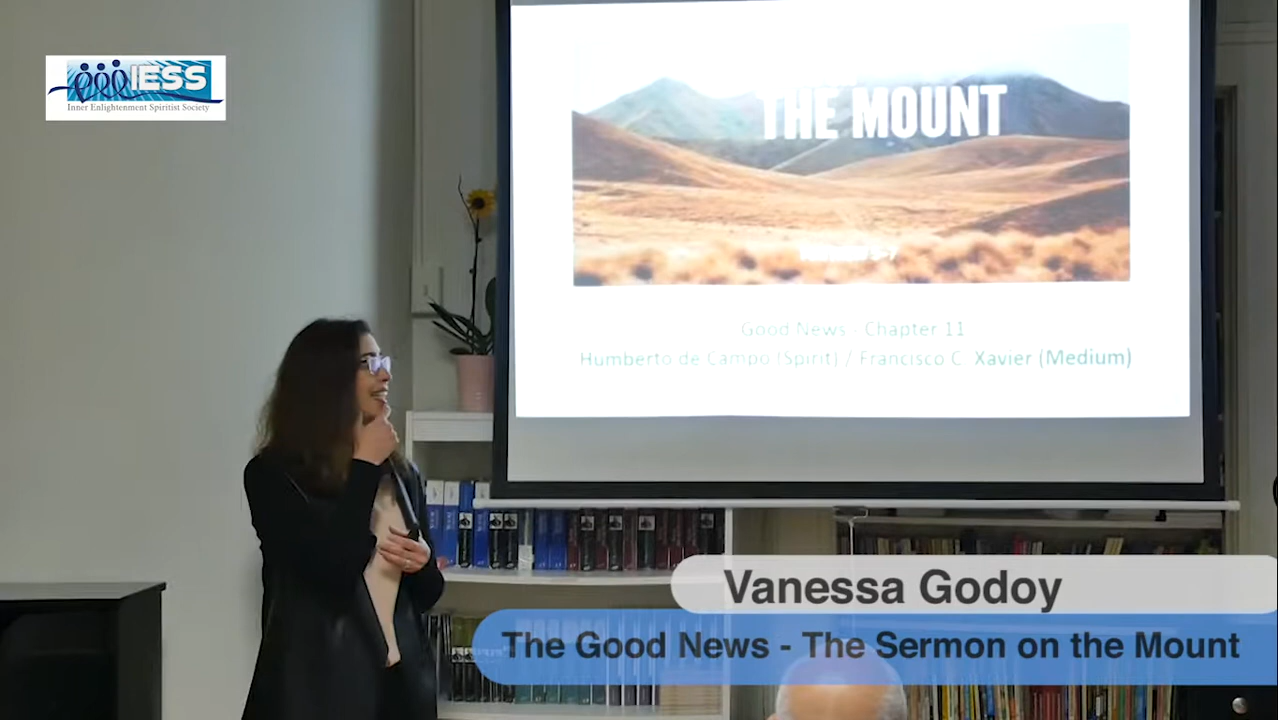 IESS
Inner Enlightenment Spiritist Society
THE MOUNT
Good News - Chapter 11
Humberto de Campo (Spirit) / Francisco C. Xavier (Medium)
Vanessa Godoy
The Good News - The Sermon on the Mount